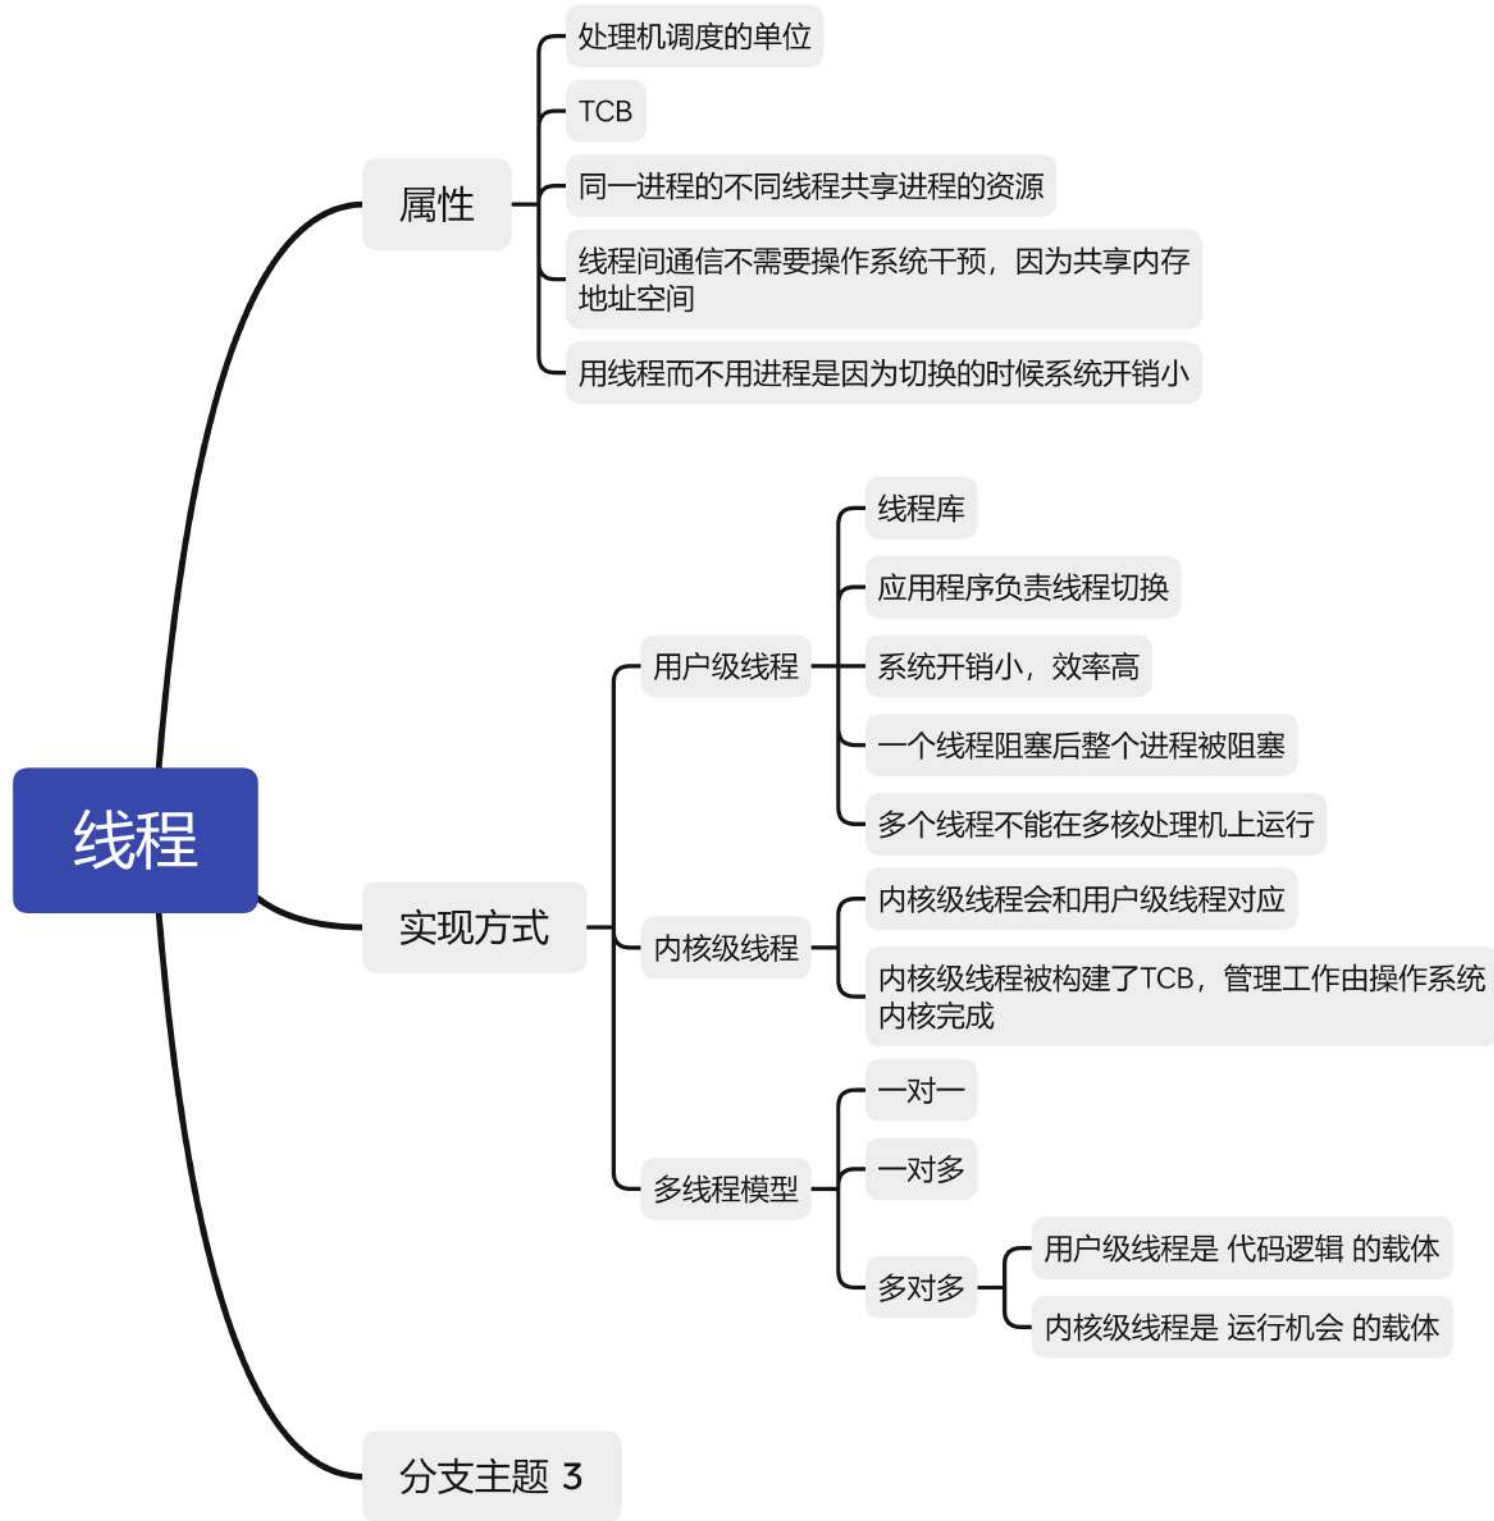 线程
属性
处理机调度的单位
TCB
同一进程的不同线程共享进程的资源
线程间通信不需要操作系统干预，因为共享内存
地址空间
用线程而不用进程是因为切换的时候系统开销小
实现方式
用户级线程
线程库
应用程序负责线程切换
系统开销小，效率高
一个线程阻塞后整个进程被阻塞
多个线程不能在多核处理机上运行
内核级线程
内核级线程会和用户级线程对应
内核级线程被构建了TCB，管理工作由操作系统
内核完成
多线程模型
一对一
一对多
多对多
用户级线程是 代码逻辑 的载体
内核级线程是 运行机会 的载体
分支主题 3